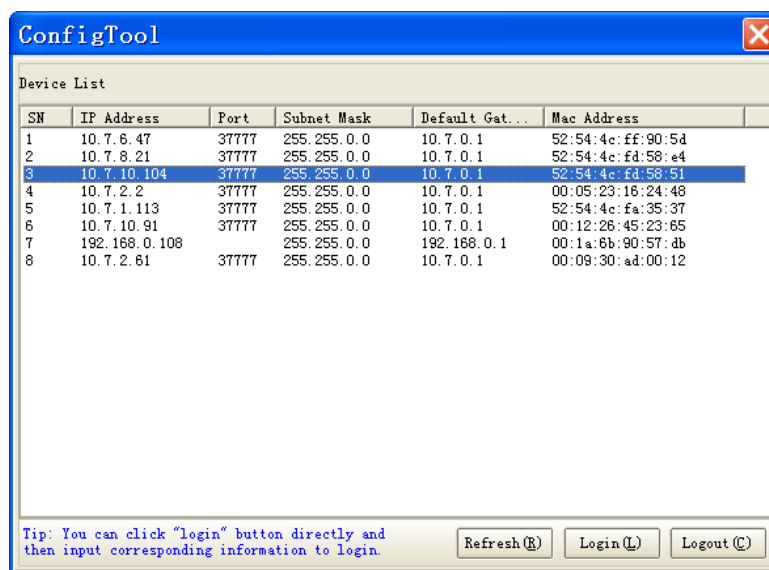 ConfigTool
Device List
SN IP Address Port Subnet Mask Default Gat... Mac Address
1 10.7.6.47 37777 255.255.0.0 10.7.0.1 52:54:4c:ff:90:5d
2 10.7.8.21 37777 255.255.0.0 10.7.0.1 52:54:4c:fd:58:e4
3 10.7.10.104 37777 255.255.0.0 10.7.0.1 52:54:4c:fd:58:51
4 10.7.2.2 37777 255.255.0.0 10.7.0.1 00:05:23:16:24:48
5 10.7.1.113 37777 255.255.0.0 10.7.0.1 52:54:4c:fa:35:37
6 10.7.10.91 37777 255.255.0.0 10.7.0.1 00:12:26:45:23:65
7 192.168.0.108 255.255.0.0 192.168.0.1 00:1a:6b:90:57:db
8 10.7.2.61 37777 255.255.0.0 10.7.0.1 00:09:30:ad:00:12
Tip: You can click "login" button directly and
then input corresponding information to login.
Refresh(R) Login(L) Logout(C)